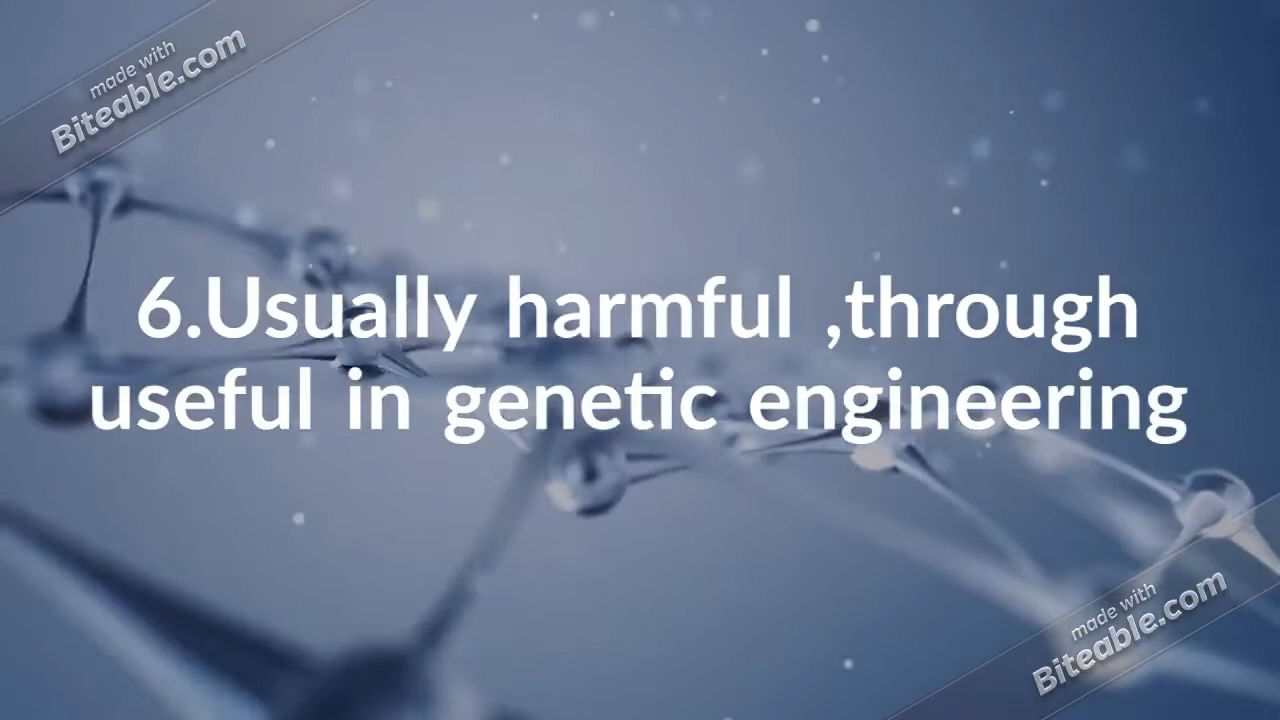 made with
Biteable.com
6.Usually harmful ,through
useful in genetic engineering
made with
Biteable.com